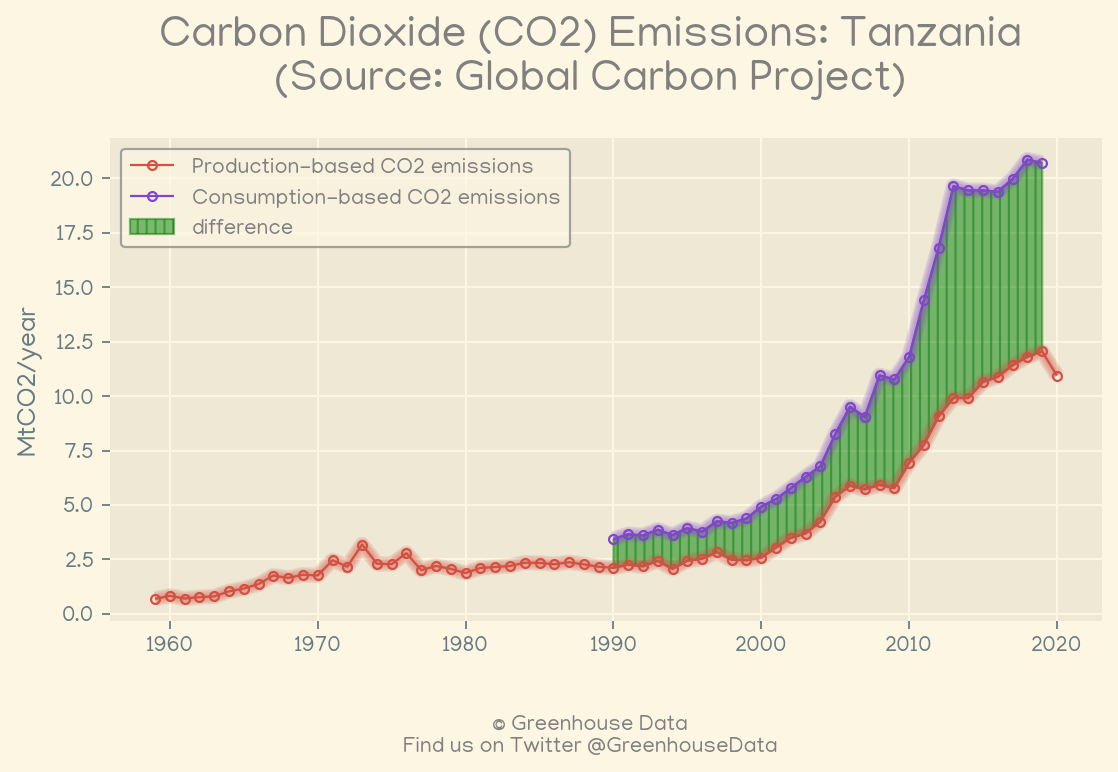 Carbon Dioxide (CO2) Emissions: Tanzania
(Source: Global Carbon Project)
Production-based CO2 emissions
Consumption-based CO2 emissions
difference
MtCO2/year
20.0
17.5
15.0
12.5
10.0
7.5
5.0
2.5
0.0
1960 1970 1980 1990 2000 2010 2020
© Greenhouse Data
Find us on Twitter @GreenhouseData